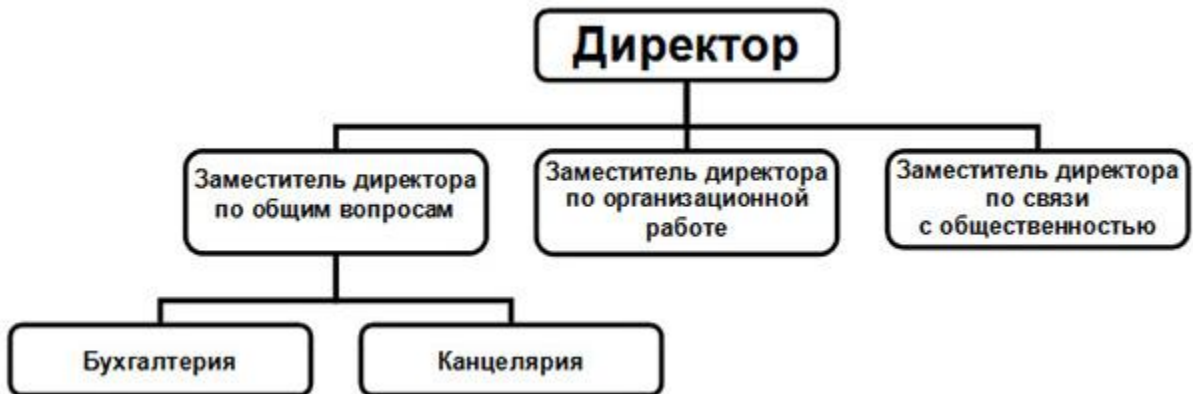 Директор
Заместитель директора
по общим вопросам
Заместитель директора
по организационной
работе
Заместитель директора
по связи
с общественностью
Бухгалтерия
Канцелярия